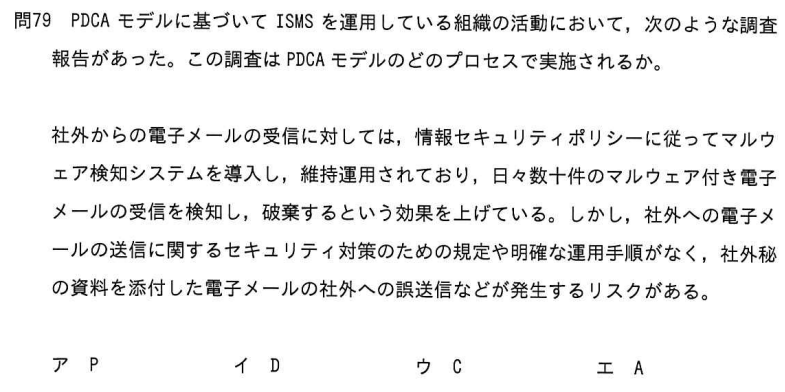 問79 PDCA モデルに基づいて ISMS を運用している組織の活動において，次のような調査
報告があった。この調査は PDCA モデルのどのプロセスで実施されるか。
社外からの電子メールの受信に対しては，情報セキュリティポリシーに従ってマルウ
ェア検知システムを導入し，維持運用されており，日々数十件のマルウェア付き電子
メールの受信を検知し，破棄するという効果を上げている。しかし，社外への電子メ
ールの送信に関するセキュリティ対策のための規定や明確な運用手順がなく，社外秘
の資料を添付した電子メールの社外への誤送信などが発生するリスクがある。
ア P イ D ウ C エ A